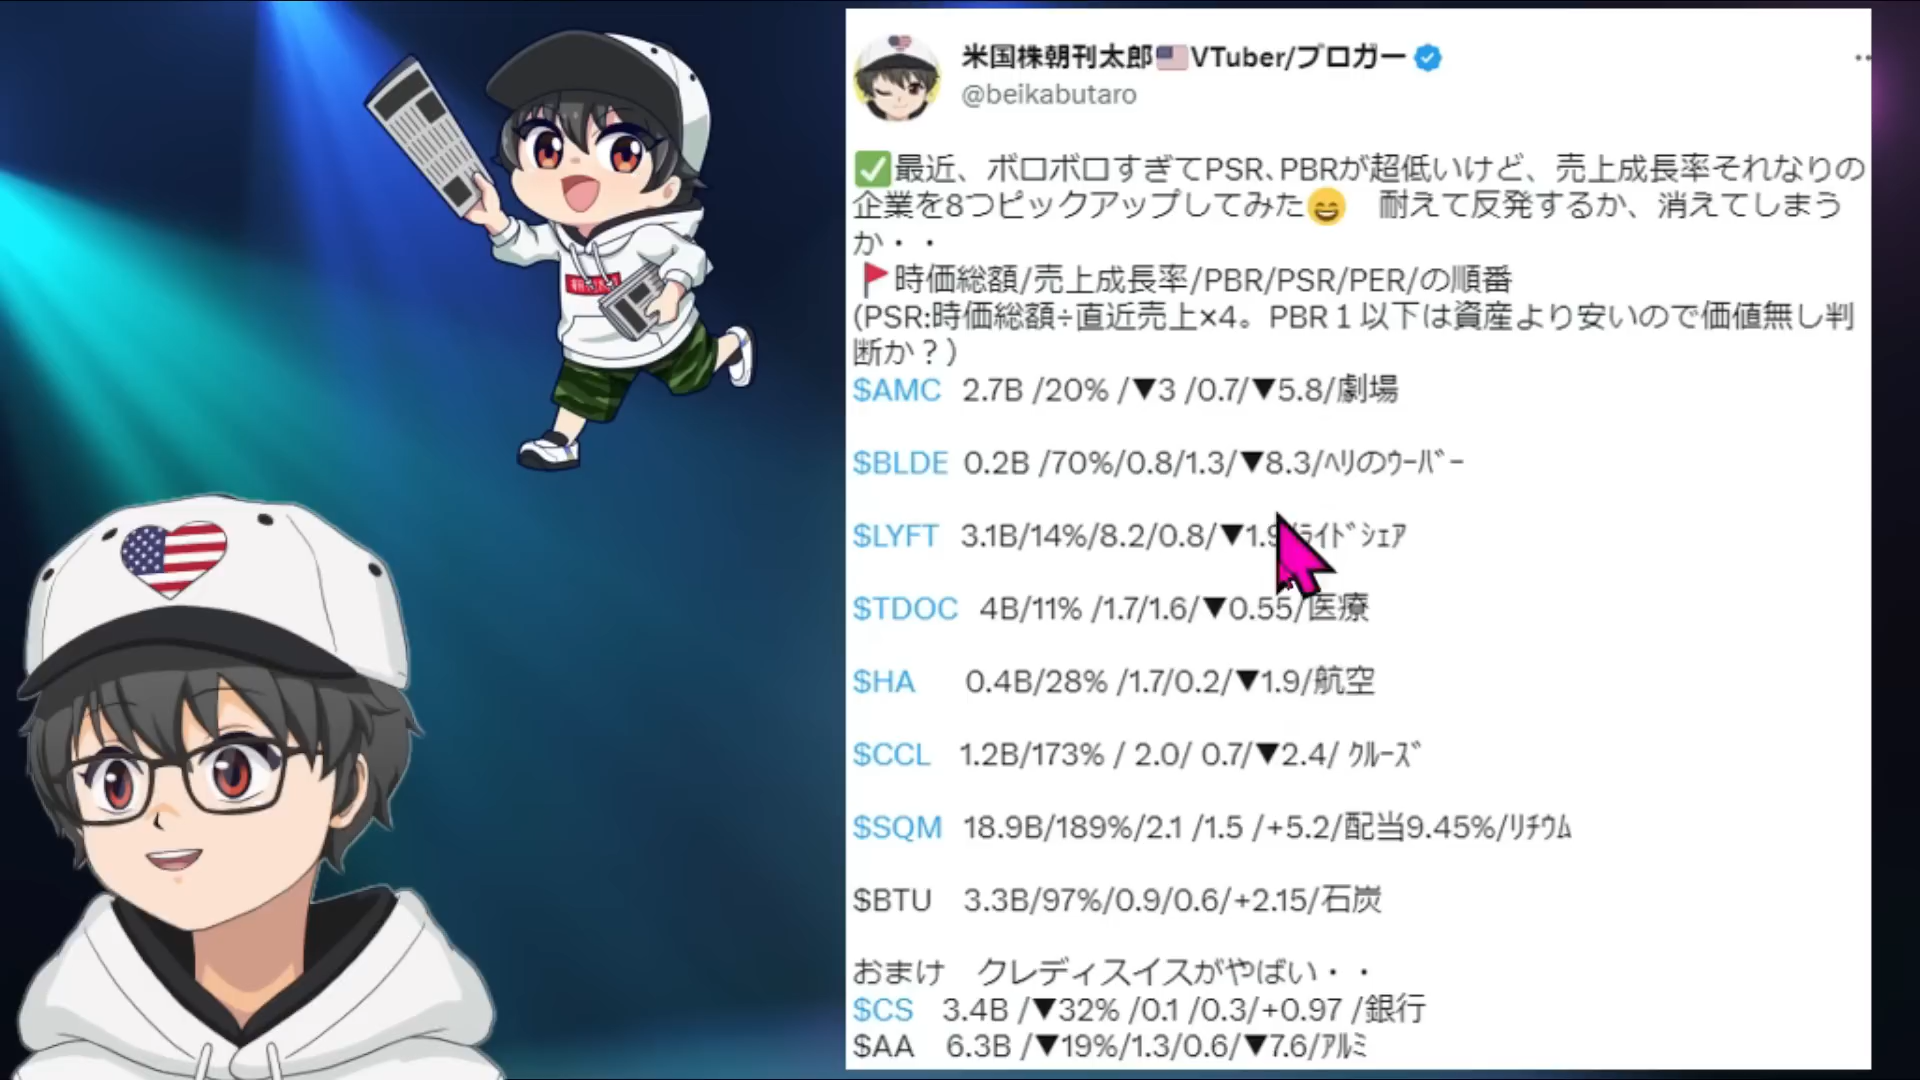 米国株朝刊太郎🇺🇸VTuber/ブロガー
@beikabutaro
✅最近、ボロボロすぎてPSR、PBRが超低いけど、売上成長率それなりの
企業を8つピックアップしてみた😄　耐えて反発するか、消えてしまう
か・・
🚩時価総額/売上成長率/PBR/PSR/PER/の順番
(PSR:時価総額÷直近売上×4。PBR１以下は資産より安いので価値無し判
断か？)
$AMC 2.7B /20% /▼3 /0.7/▼5.8/劇場
$BLDE 0.2B /70%/0.8/1.3/▼8.3/ﾍﾘのｳｰﾊﾞｰ
$LYFT 3.1B/14%/8.2/0.8/▼1.9/ﾗｲﾄﾞｼｪｱ
$TDOC 4B/11% /1.7/1.6/▼0.55/医療
$HA 0.4B/28% /1.7/0.2/▼1.9/航空
$CCL 1.2B/173% / 2.0/ 0.7/▼2.4/ ｸﾙｰｽﾞ
$SQM 18.9B/189%/2.1 /1.5 /+5.2/配当9.45%/ﾘﾁｳﾑ
$BTU 3.3B/97%/0.9/0.6/+2.15/石炭
おまけ　クレディスイスがやばい・・
$CS 3.4B /▼32% /0.1 /0.3/+0.97 /銀行
$AA 6.3B /▼19%/1.3/0.6/▼7.6/ｱﾙﾐ